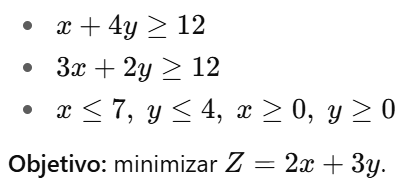 • x + 4y ≥ 12
• 3x + 2y ≥ 12
• x ≤ 7, y ≤ 4, x ≥ 0, y ≥ 0
Objetivo: minimizar Z = 2x + 3y.